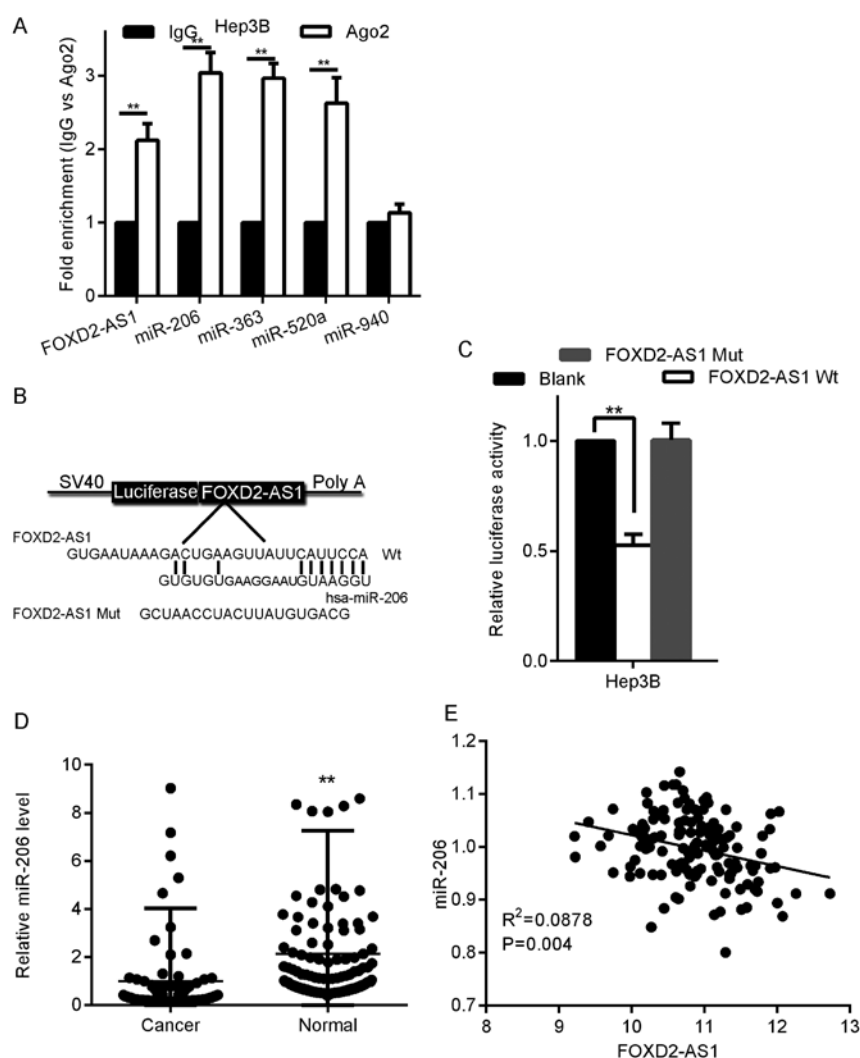 A
Hep3B
IgG
Ago2
**
**
**
**
Fold enrichment (IgG vs Ago2)
3
2
1
0
FOXD2-AS1
miR-206
miR-363
miR-520a
miR-940
B
SV40
Luciferase
FOXD2-AS1
Poly A
FOXD2-AS1
GUGAAUAAAGACUGAAGUUAUUCAUUCCA Wt
GUGUGUGAAGGAAUGUAAGGU
hsa-miR-206
FOXD2-AS1 Mut GCUAACCUACUUAUGUGACG
C
FOXD2-AS1 Mut
Blank
FOXD2-AS1 Wt
**
Relative luciferase activity
1.0
0.5
0.0
Hep3B
D
**
Relative miR-206 level
10
8
6
4
2
0
Cancer
Normal
E
miR-206
1.2
1.1
1.0
0.9
0.8
0.7
R2=0.0878
P=0.004
8
9
10
11
12
13
FOXD2-AS1